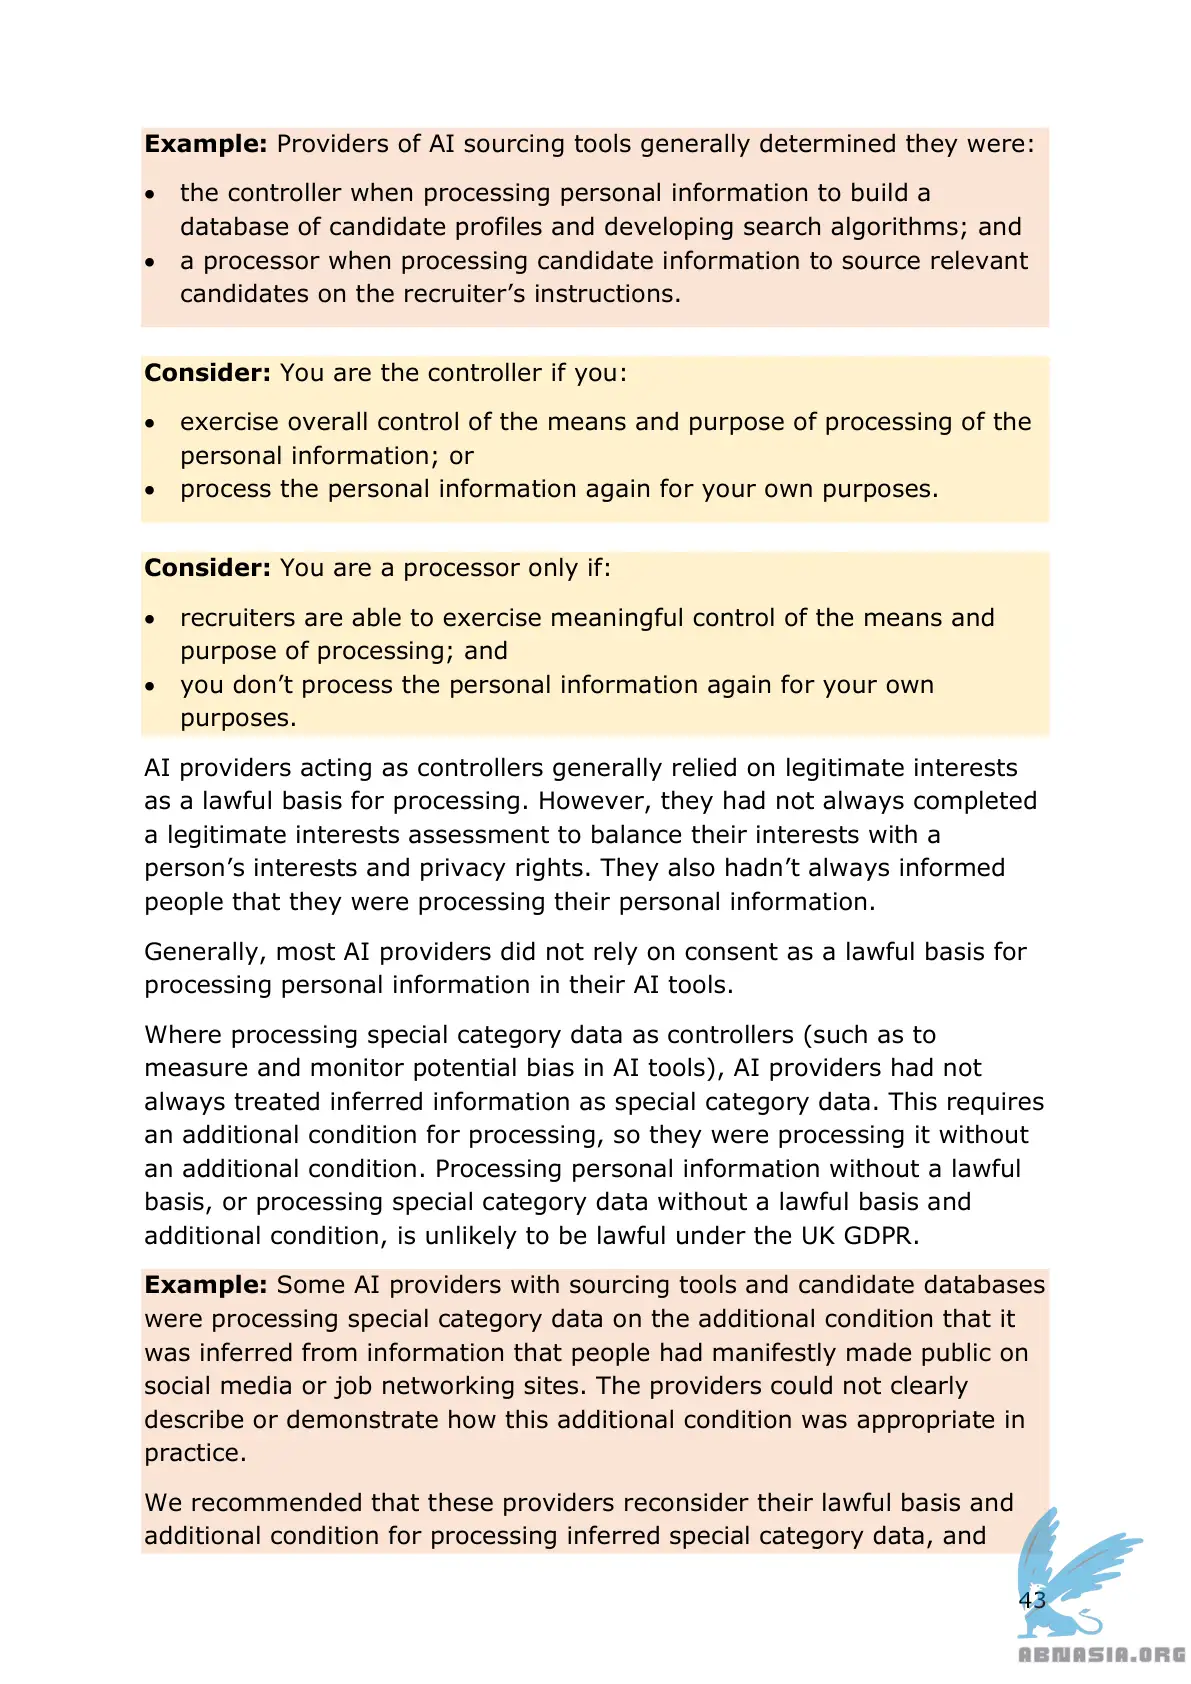 Example: Providers of AI sourcing tools generally determined they were:
• the controller when processing personal information to build a
database of candidate profiles and developing search algorithms; and
• a processor when processing candidate information to source relevant
candidates on the recruiter’s instructions.
Consider: You are the controller if you:
• exercise overall control of the means and purpose of processing of the
personal information; or
• process the personal information again for your own purposes.
Consider: You are a processor only if:
• recruiters are able to exercise meaningful control of the means and
purpose of processing; and
• you don’t process the personal information again for your own
purposes.
AI providers acting as controllers generally relied on legitimate interests
as a lawful basis for processing. However, they had not always completed
a legitimate interests assessment to balance their interests with a
person’s interests and privacy rights. They also hadn’t always informed
people that they were processing their personal information.
Generally, most AI providers did not rely on consent as a lawful basis for
processing personal information in their AI tools.
Where processing special category data as controllers (such as to
measure and monitor potential bias in AI tools), AI providers had not
always treated inferred information as special category data. This requires
an additional condition for processing, so they were processing it without
an additional condition. Processing personal information without a lawful
basis, or processing special category data without a lawful basis and
additional condition, is unlikely to be lawful under the UK GDPR.
Example: Some AI providers with sourcing tools and candidate databases
were processing special category data on the additional condition that it
was inferred from information that people had manifestly made public on
social media or job networking sites. The providers could not clearly
describe or demonstrate how this additional condition was appropriate in
practice.
We recommended that these providers reconsider their lawful basis and
additional condition for processing inferred special category data, and
43
ABNASIA.ORG